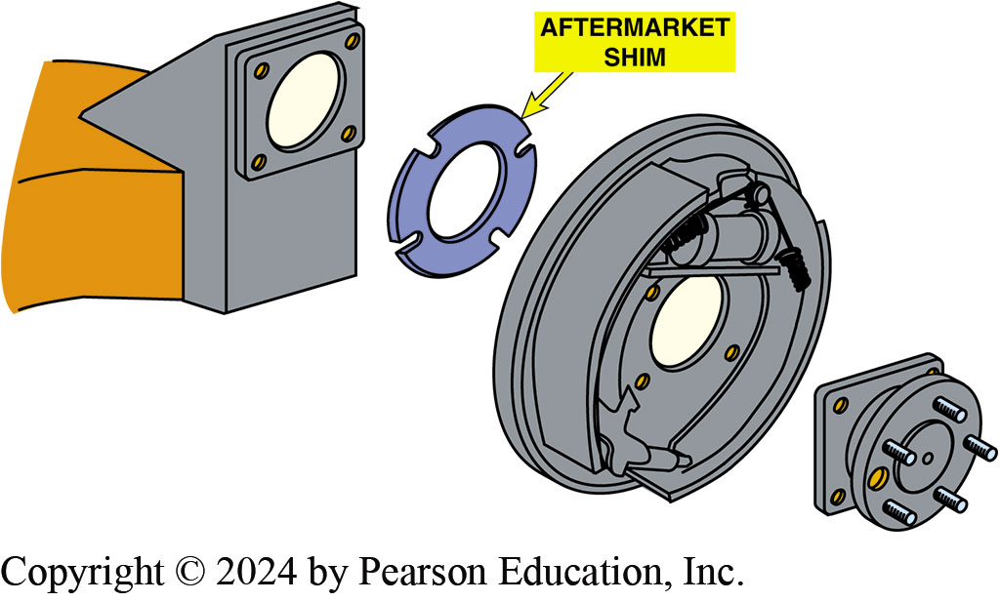 AFTERMARKET
SHIM
Copyright © 2024 by Pearson Education, Inc.